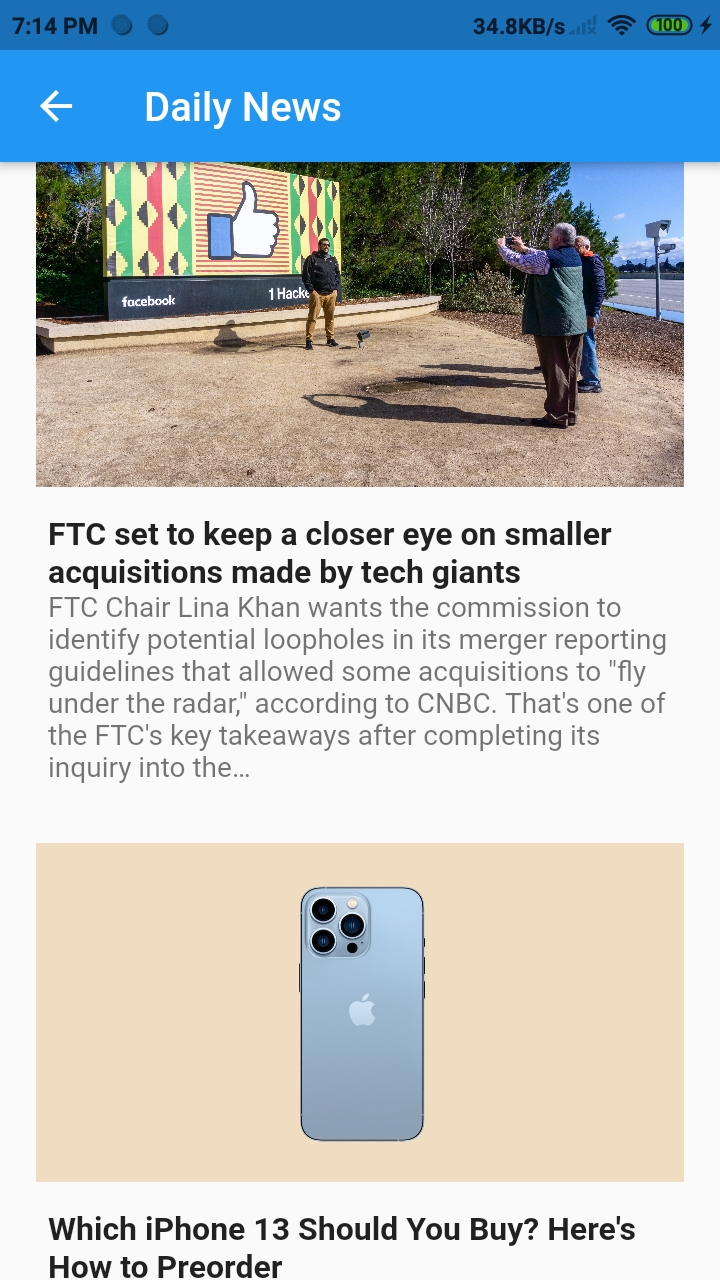 7:14 PM 34.8KB/s 100
Daily News
facebook 1 Hacke
FTC set to keep a closer eye on smaller
acquisitions made by tech giants
FTC Chair Lina Khan wants the commission to
identify potential loopholes in its merger reporting
guidelines that allowed some acquisitions to "fly
under the radar," according to CNBC. That's one of
the FTC's key takeaways after completing its
inquiry into the…
Which iPhone 13 Should You Buy? Here's
How to Preorder